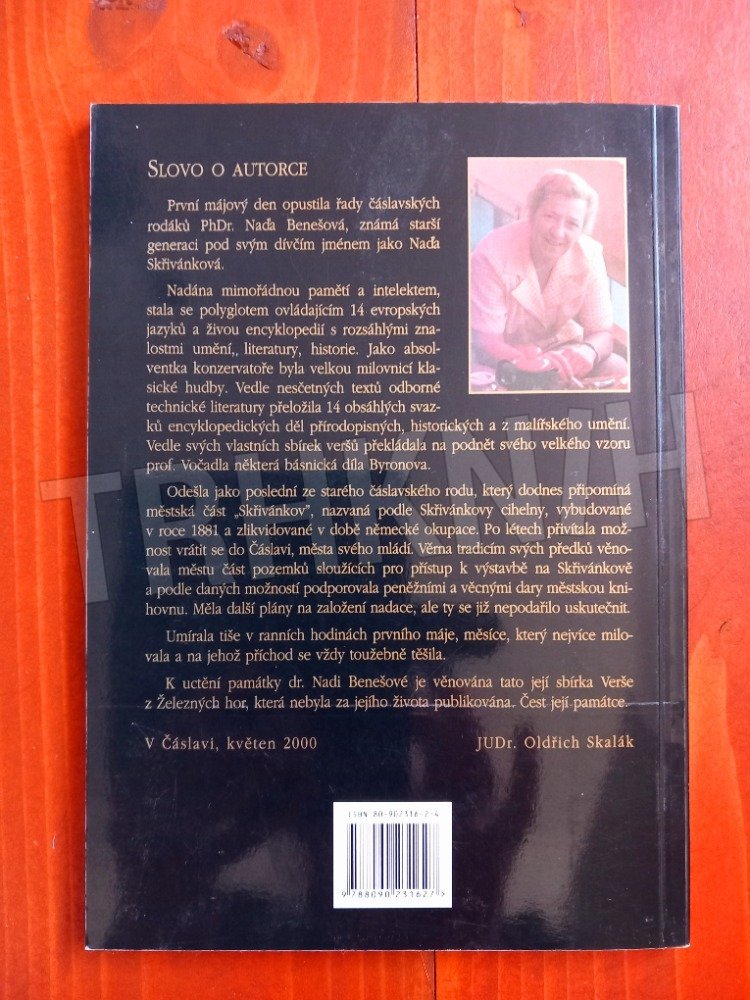 SLOVO O AUTORCE
První májový den opustila řady čáslavských
rodáků PhDr. Naďa Benešová, známá starší
generaci pod svým dívčím jménem jako Naďa
Skřivánková.
Nadána mimořádnou pamětí a intelektem,
stala se polyglotem ovládajícím 14 evropských
jazyků a živou encyklopedií s rozsáhlými zna-
lostmi umění, literatury, historie. Jako absol-
ventka konzervatoře byla velkou milovnicí kla-
sické hudby. Vedle nesčetných textů odborné
technické literatury přeložila 14 obsáhlých svaz-
ků encyklopedických děl přírodopisných, historických a z malířského umění.
Vedle svých vlastních sbírek veršů překládala na podnět svého velkého vzoru
prof. Vočadla některá básnická díla Byronova.
Odešla jako poslední ze starého čáslavského rodu, který dodnes připomíná
městská část „Skřivánkov", nazvaná podle Skřivánkovy cihelny, vybudované
v roce 1881 a zlikvidované v době německé okupace. Po létech přivítala mož-
nost vrátit se do Čáslavi, města svého mládí. Věrna tradicím svých předků věno-
vala městu část pozemků sloužících pro přístup k výstavbě na Skřivánkově
a podle daných možností podporovala peněžními a věcnými dary městskou kni-
hovnu. Měla další plány na založení nadace, ale ty se již nepodařilo uskutečnit.
Umírala tiše v ranních hodinách prvního máje, měsíce, který nejvíce milo-
vala a na jehož příchod se vždy toužebně těšila.
K uctění památky dr. Nadi Benešové je věnována tato její sbírka Verše
z Železných hor, která nebyla za jejího života publikována. Čest její památce.
V Čáslavi, květen 2000 JUDr. Oldřich Skalák
ISBN 80-902316-2-4
9 788090 231627
TRHKNIH